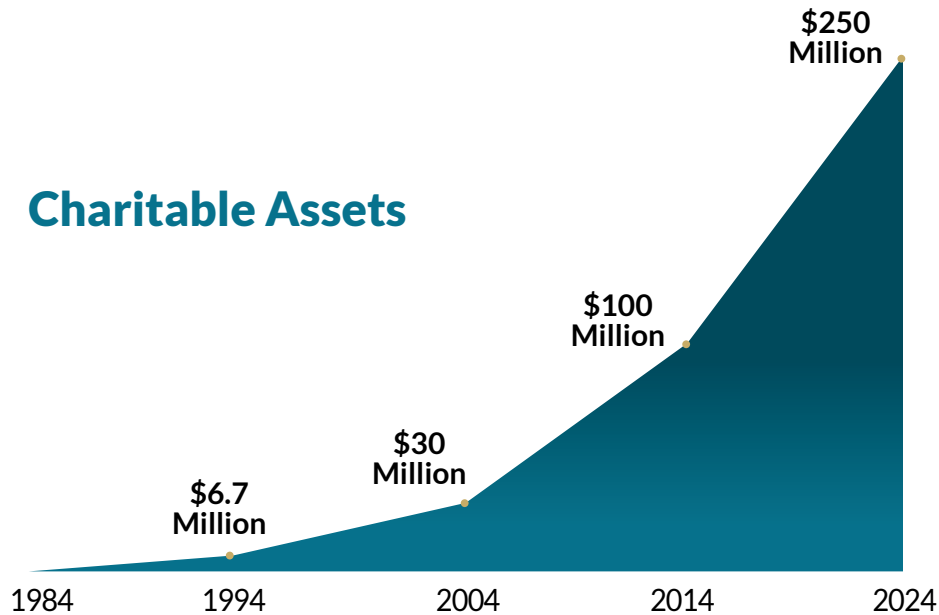 $250
Million
Charitable Assets
$100
Million
$30
Million
$6.7
Million
1984 1994 2004 2014 2024